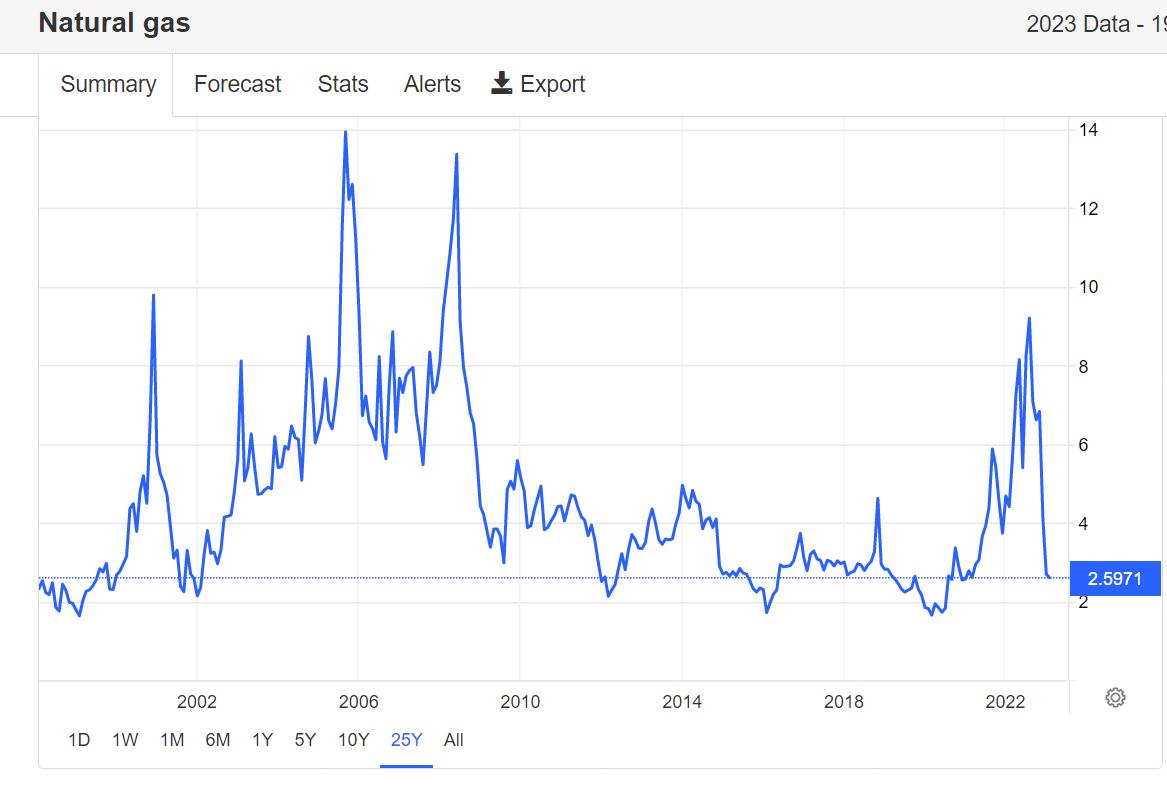 Natural gas
2023 Data - 19
Summary Forecast Stats Alerts Export
14
12
10
8
6
4
2.5971
2
2002 2006 2010 2014 2018 2022
1D 1W 1M 6M 1Y 5Y 10Y 25Y All